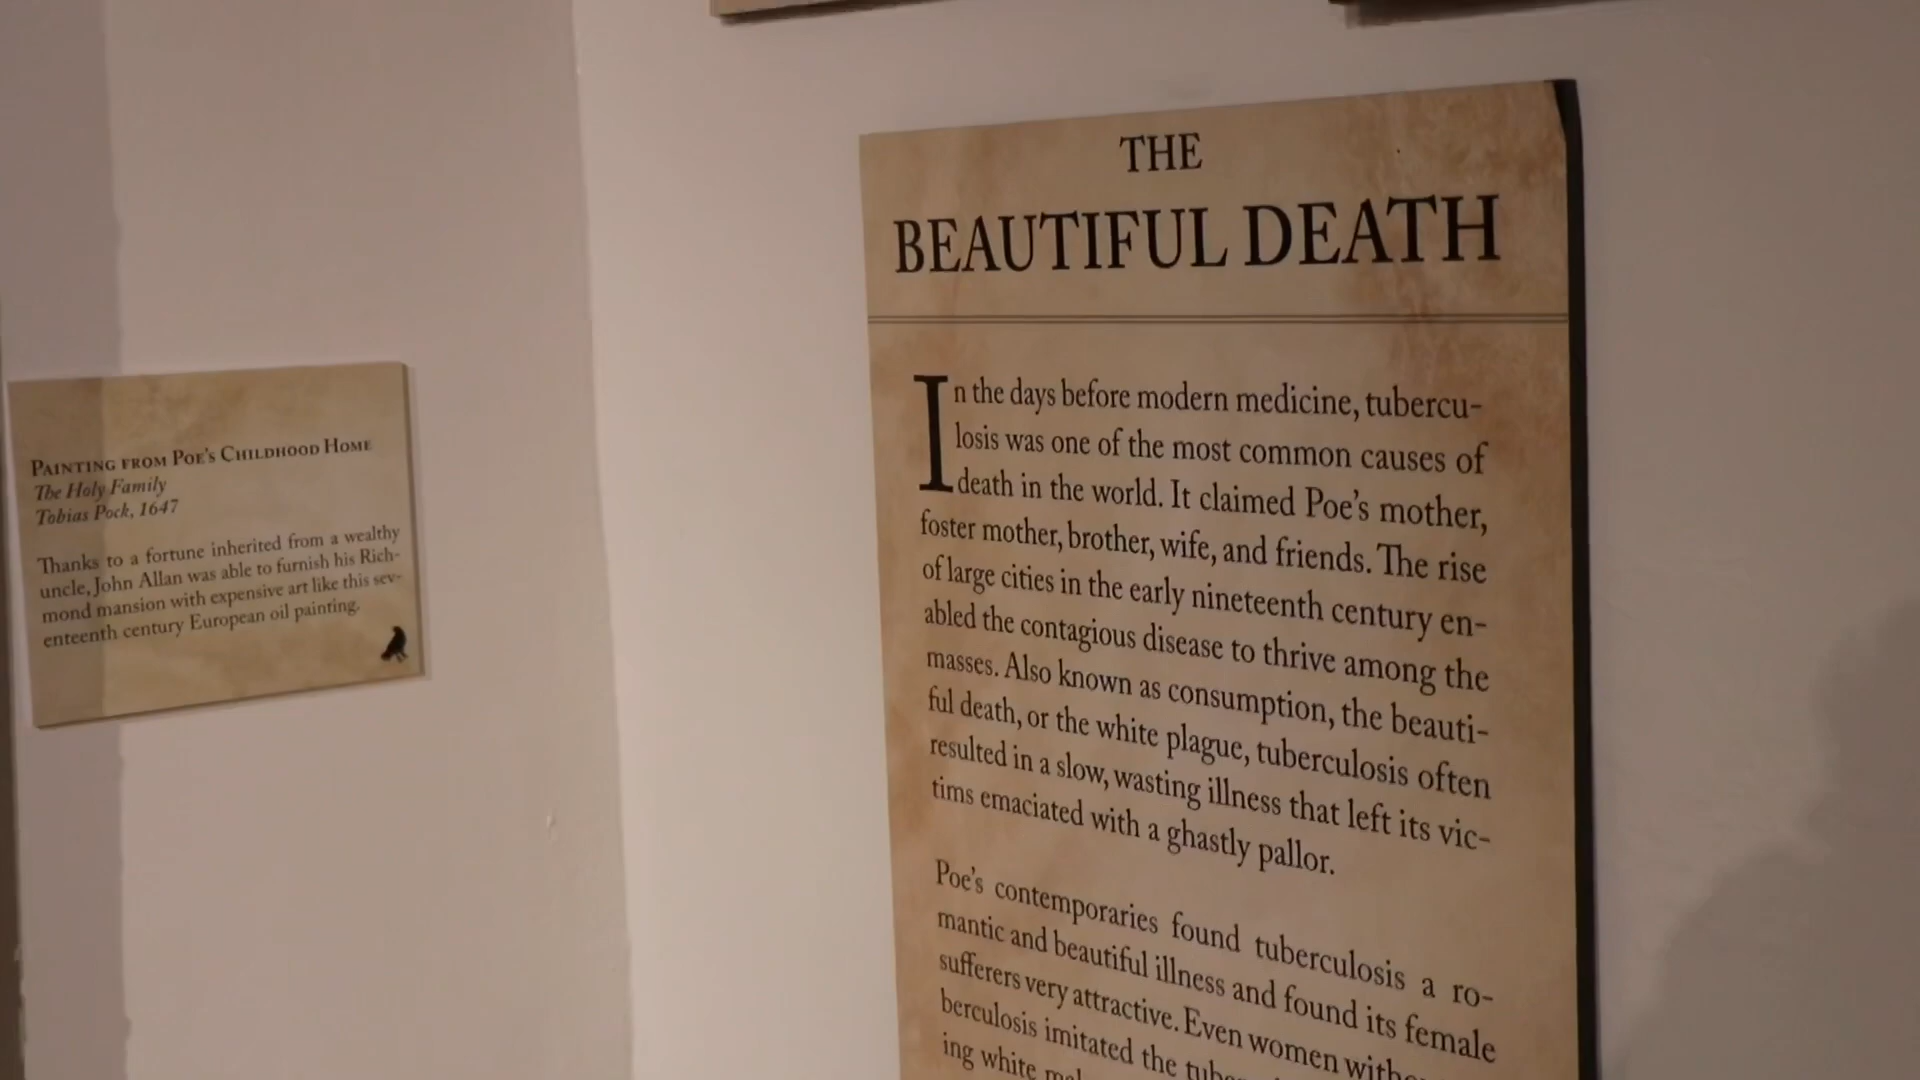 PAINTING FROM POE'S CHILDHOOD HOME
The Holy Family
Tobias Pock, 1647
Thanks to a fortune inherited from a wealthy
uncle, John Allan was able to furnish his Rich-
mond mansion with expensive art like this sev-
enteenth century European oil painting.
THE
BEAUTIFUL DEATH
In the days before modern medicine, tubercu-
losis was one of the most common causes of
death in the world. It claimed Poe's mother,
foster mother, brother, wife, and friends. The rise
of large cities in the early nineteenth century en-
abled the contagious disease to thrive among the
masses. Also known as consumption, the beauti-
ful death, or the white plague, tuberculosis often
resulted in a slow, wasting illness that left its vic-
tims emaciated with a ghastly pallor.
Poe's contemporaries found tuberculosis a ro-
mantic and beautiful illness and found its female
sufferers very attractive. Even women
berculosis imitated the
ing white